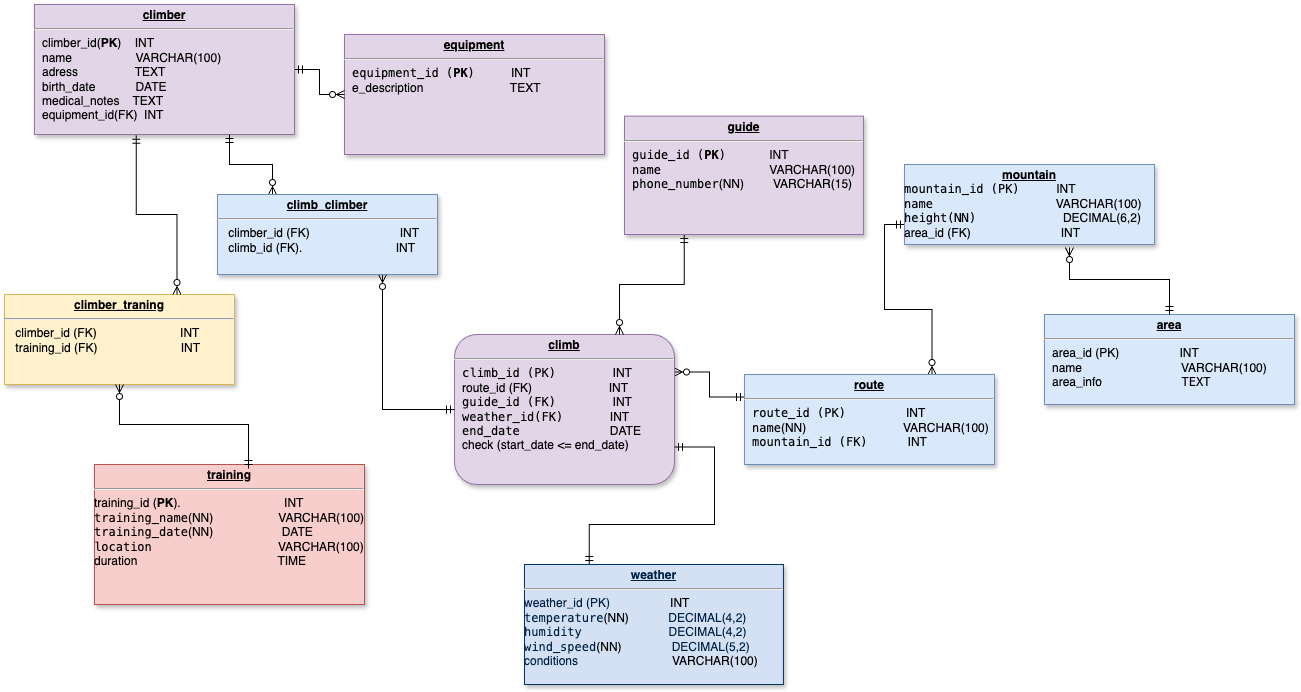 climber
climber_id(PK) INT
name VARCHAR(100)
adress TEXT
birth_date DATE
medical_notes TEXT
equipment_id(FK) INT
equipment
equipment_id (PK) INT
e_description TEXT
guide
guide_id (PK) INT
name VARCHAR(100)
phone_number(NN) VARCHAR(15)
mountain
mountain_id (PK) INT
name VARCHAR(100)
height(NN) DECIMAL(6,2)
area_id (FK) INT
climb_climber
climber_id (FK) INT
climb_id (FK). INT
climber_traning
climber_id (FK) INT
training_id (FK) INT
climb
climb_id (PK) INT
route_id (FK) INT
guide_id (FK) INT
weather_id(FK) INT
end_date DATE
check (start_date <= end_date)
area
area_id (PK) INT
name VARCHAR(100)
area_info TEXT
route
route_id (PK) INT
name(NN) VARCHAR(100)
mountain_id (FK) INT
training
training_id (PK). INT
training_name(NN) VARCHAR(100)
training_date(NN) DATE
location VARCHAR(100)
duration TIME
weather
weather_id (PK) INT
temperature(NN) DECIMAL(4,2)
humidity DECIMAL(4,2)
wind_speed(NN) DECIMAL(5,2)
conditions VARCHAR(100)